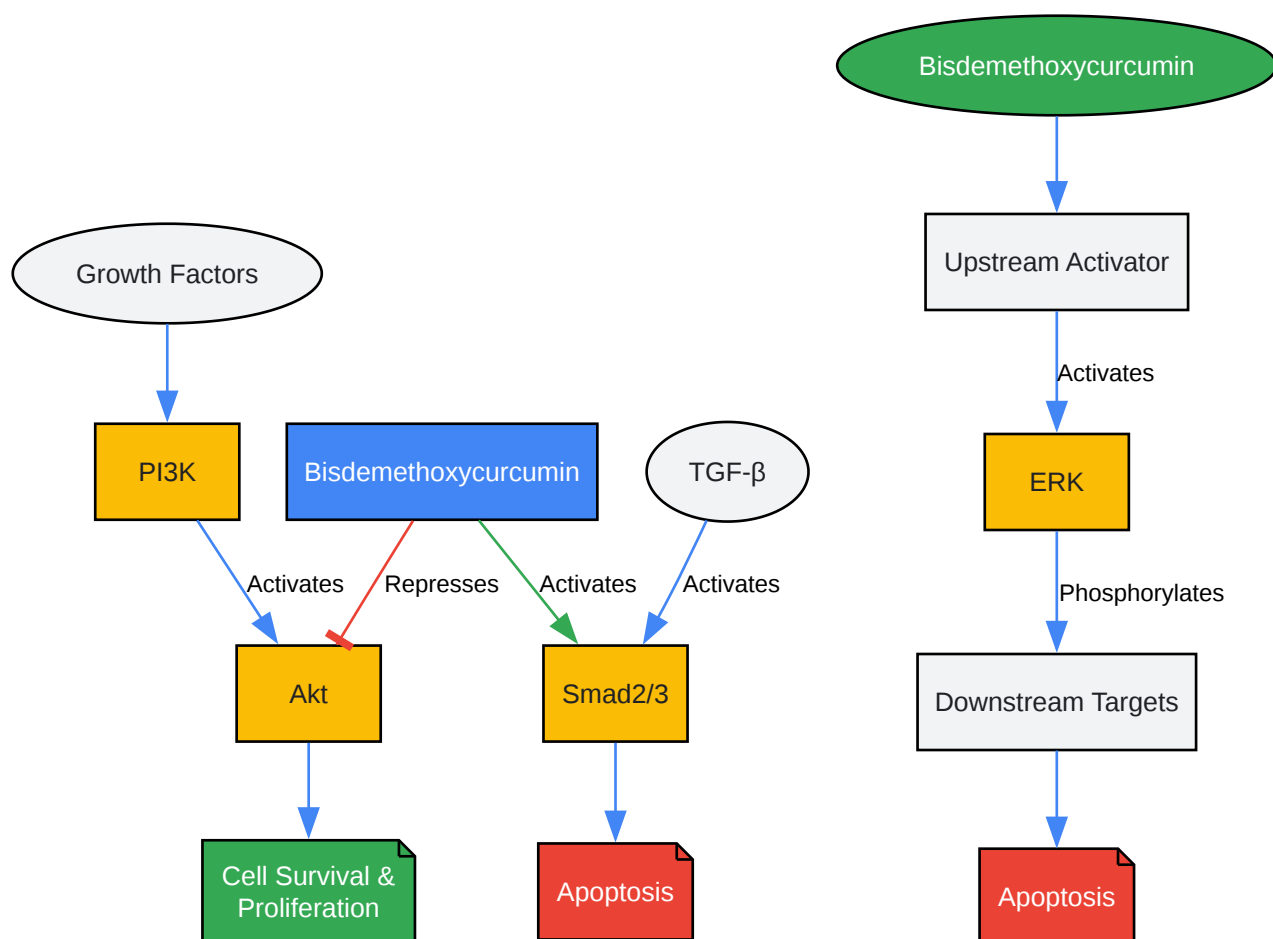 Bisdemethoxycurcumin
Upstream Activator
Growth Factors
Activates
PI3K
Bisdemethoxycurcumin
TGF-β
ERK
Activates
Represses
Activates
Activates
Phosphorylates
Akt
Smad2/3
Downstream Targets
Cell Survival &
Proliferation
Apoptosis
Apoptosis